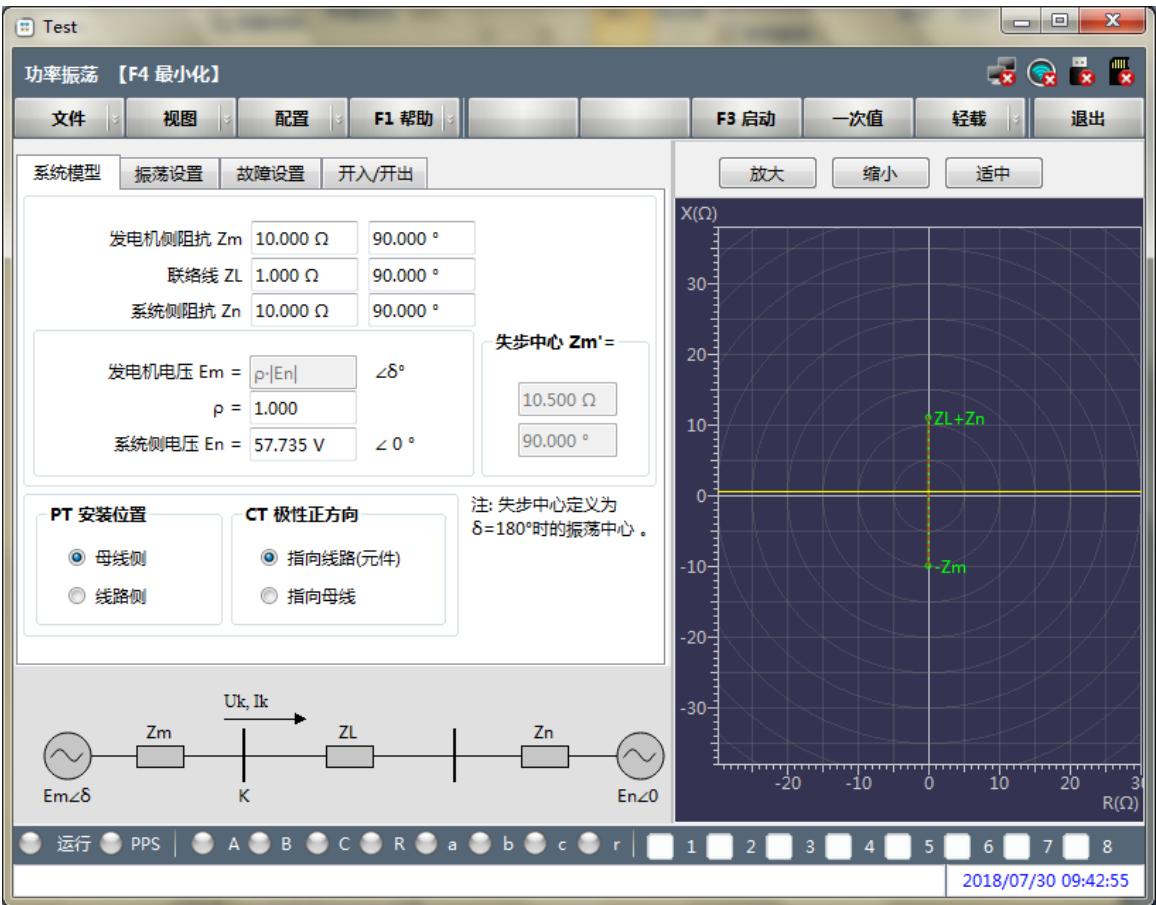 Test
功率振荡 【F4 最小化】
文件 视图 配置 F1 帮助 F3 启动 一次值 轻载 退出
系统模型 振荡设置 故障设置 开入/开出
发电机侧阻抗 Zm 10.000 Ω 90.000 °
联络线 ZL 1.000 Ω 90.000 °
系统侧阻抗 Zn 10.000 Ω 90.000 °
发电机电压 Em = ρ·|En| ∠δ°
ρ = 1.000
系统侧电压 En = 57.735 V ∠ 0 °
失步中心 Zm'=
10.500 Ω
90.000 °
PT 安装位置
母线侧
线路侧
CT 极性正方向
指向线路(元件)
指向母线
注: 失步中心定义为
δ=180°时的振荡中心 。
Uk, Ik
Zm ZL Zn
Em∠δ K En∠0
放大 缩小 适中
X(Ω)
30
20
10
0
-10
-20
-30
ZL+Zn
-Zm
-20 -10 0 10 20 3
R(Ω)
运行 PPS A B C R a b c r 1 2 3 4 5 6 7 8
2018/07/30 09:42:55